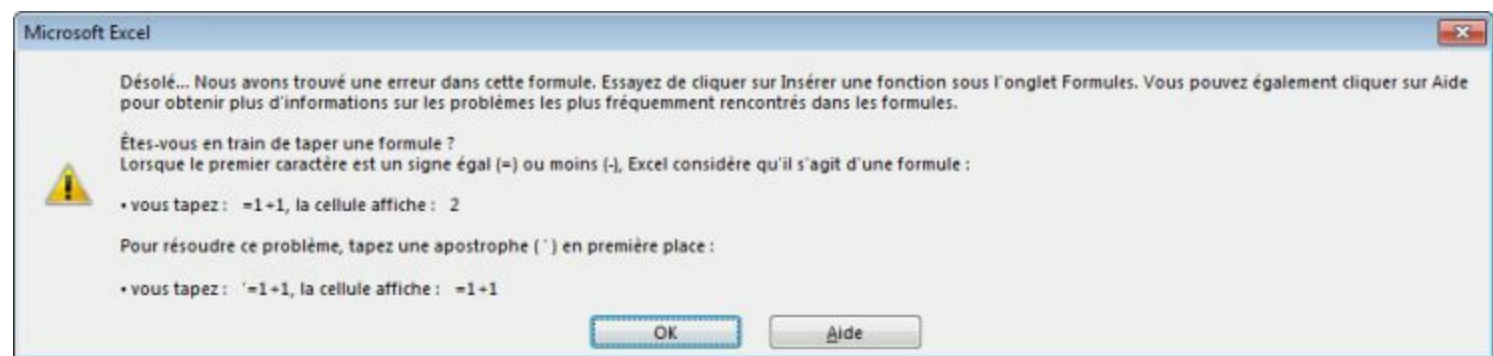 Microsoft Excel
Désolé... Nous avons trouvé une erreur dans cette formule. Essayez de cliquer sur Insérer une fonction sous l'onglet Formules. Vous pouvez également cliquer sur Aide
pour obtenir plus d'informations sur les problèmes les plus fréquemment rencontrés dans les formules.
Êtes-vous en train de taper une formule ?
Lorsque le premier caractère est un signe égal (=) ou moins (-), Excel considère qu'il s'agit d'une formule :
• vous tapez : =1+1, la cellule affiche : 2
Pour résoudre ce problème, tapez une apostrophe ( ' ) en première place :
• vous tapez : '=1+1, la cellule affiche : =1+1
OK Aide